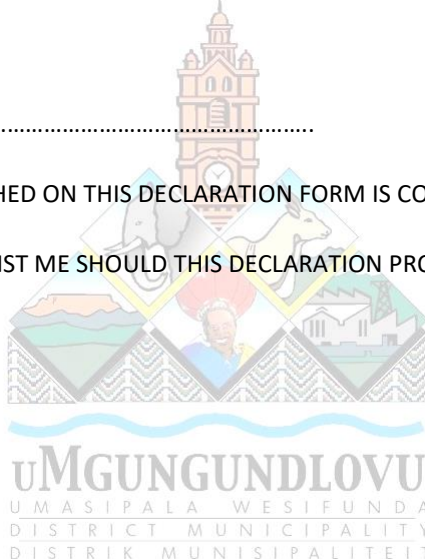 ……………………………………………..
HED ON THIS DECLARATION FORM IS CO
IST ME SHOULD THIS DECLARATION PRO
uMGUNGUNDLOVU
UMASIPALA WESIFUNDA
DISTRICT MUNICIPALITY
DISTRIK MUNISIPALITEIT